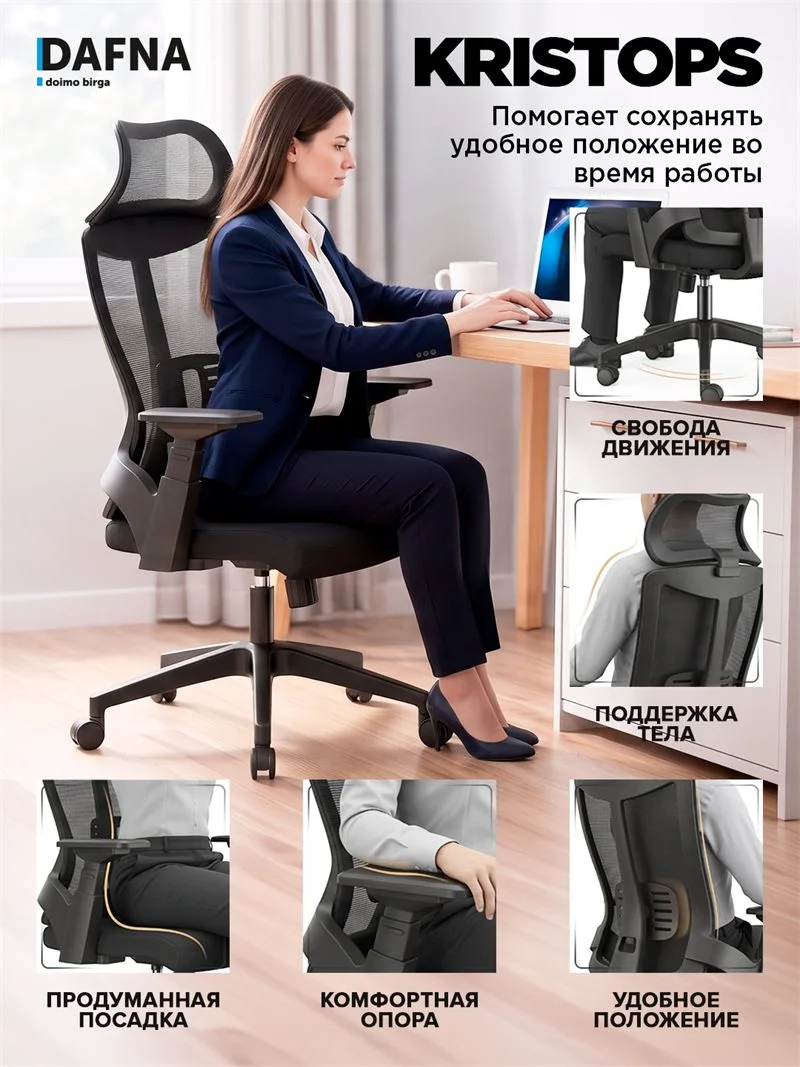 DAFNA
doimo birga
KRISTOPS
Помогает сохранять
удобное положение во
время работы
СВОБОДА
ДВИЖЕНИЯ
ПОДДЕРЖКА
ТЕЛА
ПРОДУМАННАЯ
ПОСАДКА
КОМФОРТНАЯ
ОПОРА
УДОБНОЕ
ПОЛОЖЕНИЕ